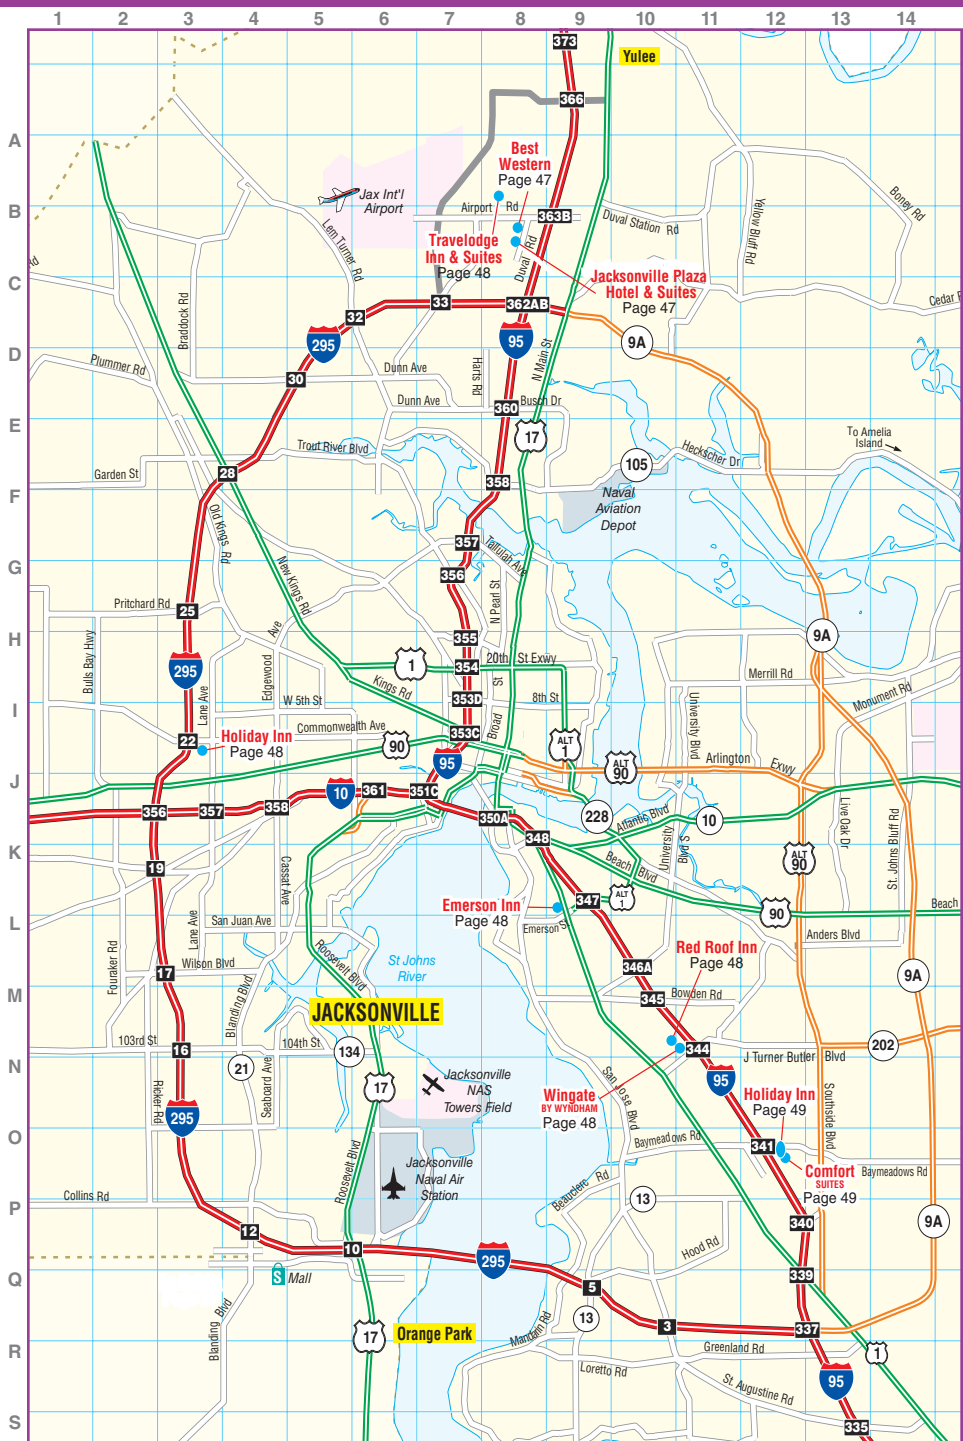 1 2 3 4 5 6 7 8 9 10 11 12 13 14
373
Yulee
366
A
Best
Western
Page 47
Jax Int'l
Airport
Airport Rd
B
363B
Duval Station Rd
Yellow Bluff Rd
Boney Rd
Lem Turner Rd
Travelodge
Inn & Suites
Page 48
Duval Rd
Rd
C
Jacksonville Plaza
Hotel & Suites
Page 47
Cedar
33
362AB
32
Braddock Rd
295
95
N Main St
9A
D
Plummer Rd
Harts Rd
Dunn Ave
30
Dunn Ave
360
Busch Dr
E
17
To Amelia
Island
Trout River Blvd
Heckscher Dr
105
Garden St
28
358
F
Naval
Aviation
Depot
Old Kings Rd
357
Tallulah Ave
G
New Kings Rd
356
N Pearl St
Pritchard Rd
25
H
Bulls Bay Hwy
Ave
355
9A
1
354
20th St Expwy
295
Edgewood
Kings Rd
St
Merrill Rd
Monument Rd
I
Lane Ave
W 5th St
353D
8th St
University Blvd
Broad
Commonwealth Ave
Holiday Inn
Page 48
22
90
353C
ALT
1
95
ALT
90
Arlington
Expy
J
10
361
351C
356
357
358
350A
228
Atlantic Blvd
10
Live Oak Dr
St. Johns Bluff Rd
K
348
University
Blvd S
Beach Blvd
ALT
90
19
Cassat Ave
347
ALT
1
Emerson Inn
Page 48
Emerson St
90
Beach
L
Lane Ave
San Juan Ave
Anders Blvd
Fouraker Rd
Roosevelt Blvd
Red Roof Inn
Page 48
17
Wilson Blvd
St Johns
River
346A
9A
M
Blanding Blvd
JACKSONVILLE
345
Bowden Rd
103rd St
16
104th St
134
344
J Turner Butler Blvd
202
N
21
17
Jacksonville
NAS
Towers Field
San Jose Blvd
95
Ricker Rd
Seaboard Ave
Wingate
BY WYNDHAM
Page 48
Holiday Inn
Page 49
Southside Blvd
295
O
Baymeadows Rd
341
Roosevelt Blvd
Jacksonville
Naval Air
Station
Comfort
SUITES
Page 49
Baymeadows Rd
Collins Rd
Beauclerc Rd
13
P
340
9A
12
10
295
Hood Rd
Q
S Mall
5
339
13
3
337
Orange Park
17
Blanding Blvd
Mandarin Rd
Greenland Rd
1
R
Loretto Rd
St. Augustine Rd
95
S
335